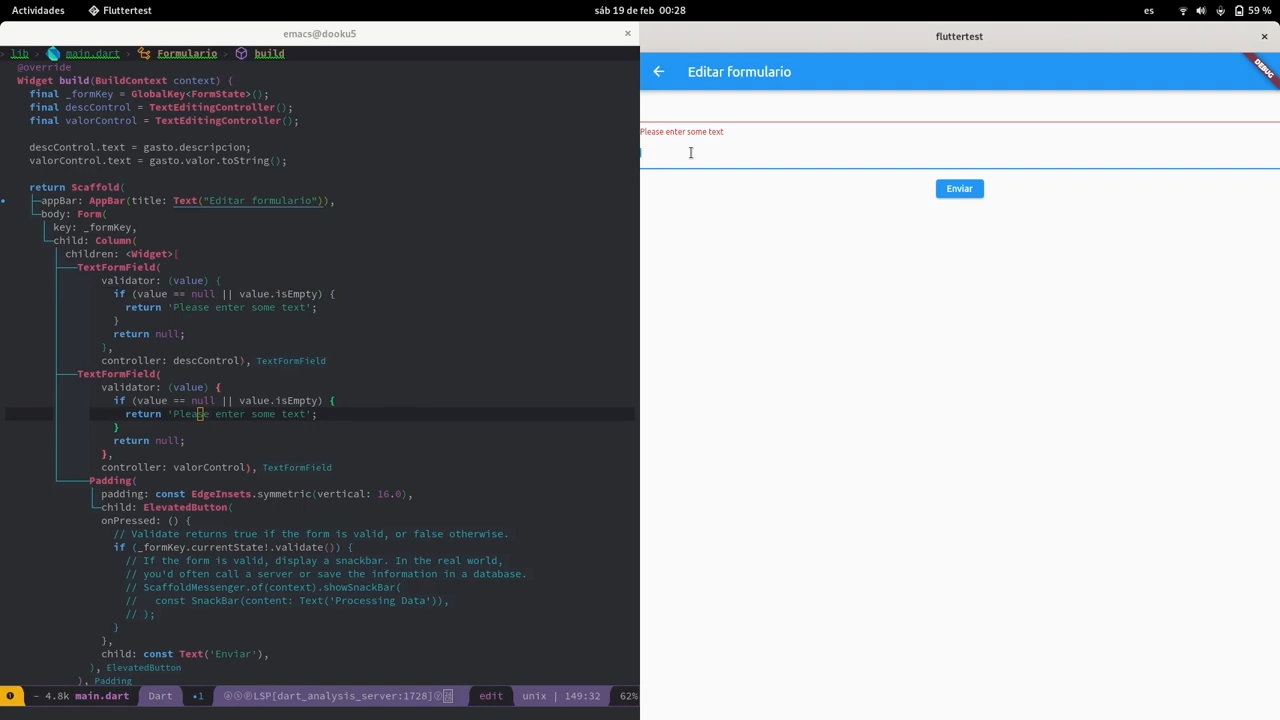 Actividades
Fluttertest
sáb 19 de feb 00:28
es
59 %
emacs@dooku5
×
fluttertest
×
> lib > main.dart > Formulario > build
@override
Widget build(BuildContext context) {
final _formKey = GlobalKey<FormState>();
final descControl = TextEditingController();
final valorControl = TextEditingController();
descControl.text = gasto.descripcion;
valorControl.text = gasto.valor.toString();
return Scaffold(
appBar: AppBar(title: Text("Editar formulario")),
body: Form(
key: _formKey,
child: Column(
children: <Widget>[
TextFormField(
validator: (value) {
if (value == null || value.isEmpty) {
return 'Please enter some text';
}
return null;
},
controller: descControl), TextFormField
TextFormField(
validator: (value) {
if (value == null || value.isEmpty) {
return 'Please enter some text';
}
return null;
},
controller: valorControl), TextFormField
Padding(
padding: const EdgeInsets.symmetric(vertical: 16.0),
child: ElevatedButton(
onPressed: () {
// Validate returns true if the form is valid, or false otherwise.
if (_formKey.currentState!.validate()) {
// If the form is valid, display a snackbar. In the real world,
// you'd often call a server or save the information in a database.
// ScaffoldMessenger.of(context).showSnackBar(
//   const SnackBar(content: Text('Processing Data')),
// );
}
},
child: const Text('Enviar'),
), ElevatedButton
), Padding
- 4.8k main.dart Dart •1 LSP[dart_analysis_server:1728] edit unix | 149:32 62%
Editar formulario
DEBUG
Please enter some text
Enviar